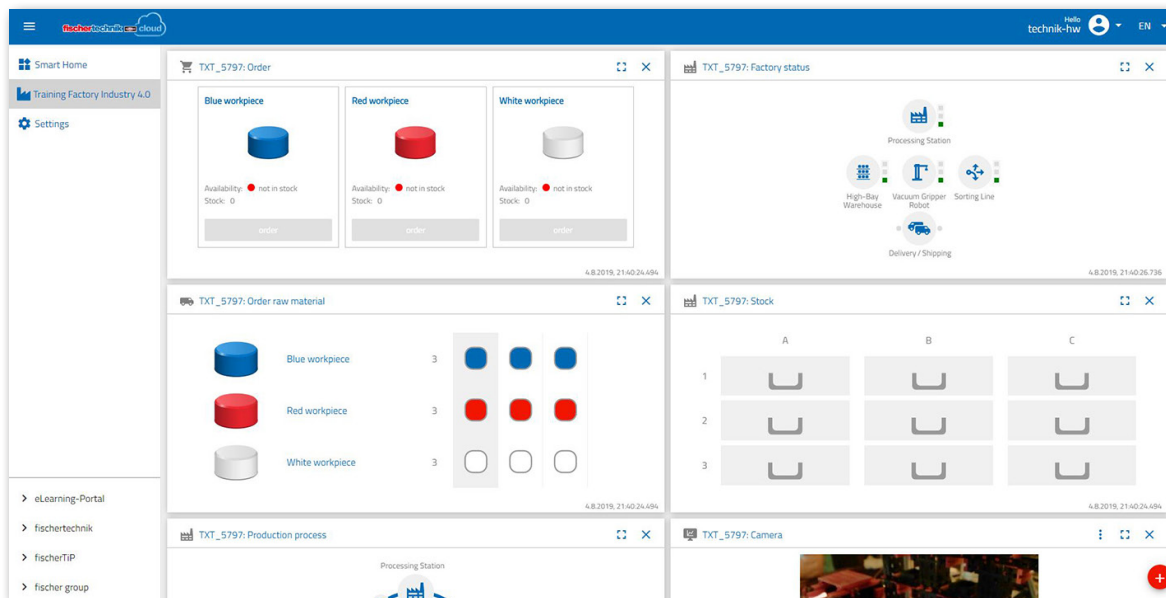 fischertechnik cloud
Hello
technik-hw
EN
Smart Home
Training Factory Industry 4.0
Settings
eLearning-Portal
fischertechnik
fischerTiP
fischer group
TXT_5797: Order
Blue workpiece
Availability: not in stock
Stock: 0
order
Red workpiece
Availability: not in stock
Stock: 0
order
White workpiece
Availability: not in stock
Stock: 0
order
4.8.2019, 21:40:24.494
TXT_5797: Factory status
Processing Station
High-Bay
Warehouse
Vacuum Gripper
Robot
Sorting Line
Delivery / Shipping
4.8.2019, 21:40:26.736
TXT_5797: Order raw material
Blue workpiece 3
Red workpiece 3
White workpiece 3
4.8.2019, 21:40:24.494
TXT_5797: Stock
A B C
1
2
3
4.8.2019, 21:40:24.494
TXT_5797: Production process
Processing Station
TXT_5797: Camera